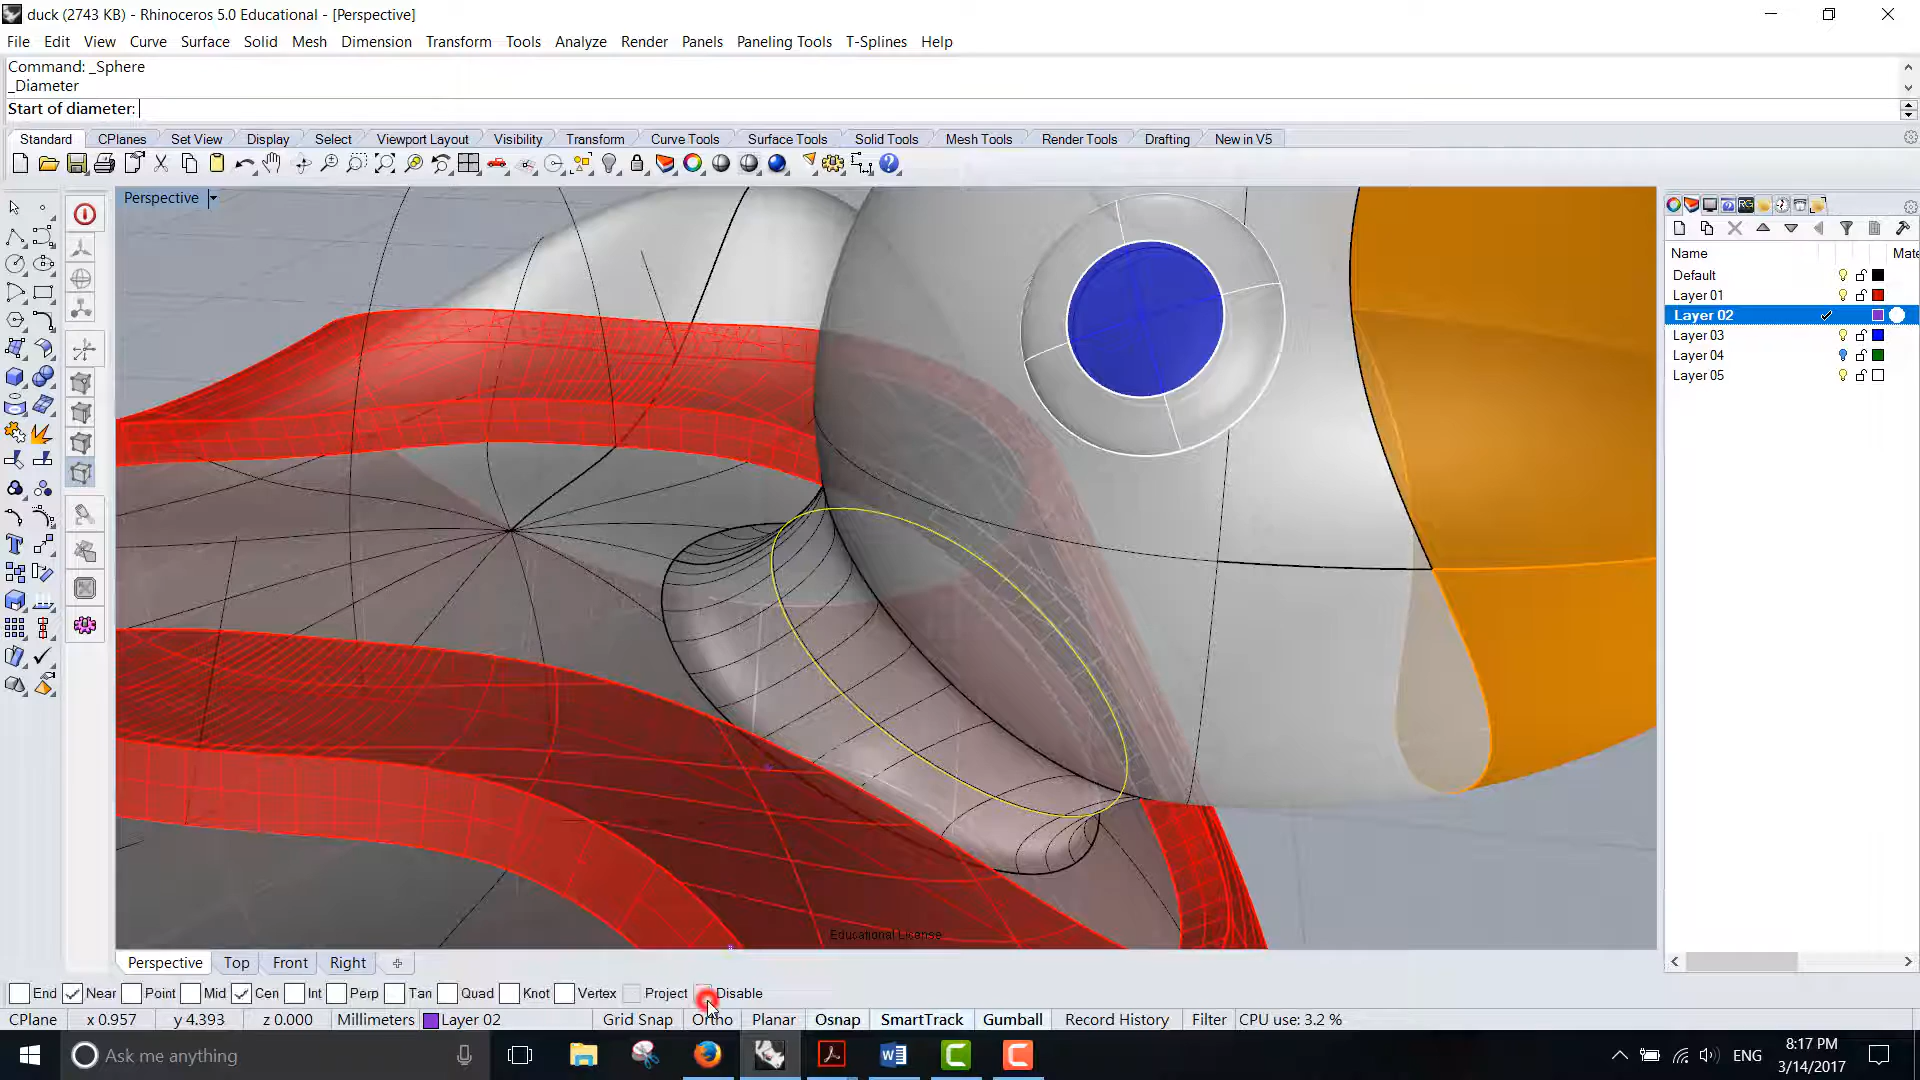 duck (2743 KB) - Rhinoceros 5.0 Educational - [Perspective]
File Edit View Curve Surface Solid Mesh Dimension Transform Tools Analyze Render Panels Paneling Tools T-Splines Help
Command: _Sphere
_Diameter
Start of diameter:
Standard CPlanes Set View Display Select Viewport Layout Visibility Transform Curve Tools Surface Tools Solid Tools Mesh Tools Render Tools Drafting New in V5
Perspective
Name Mate
Default
Layer 01
Layer 02
Layer 03
Layer 04
Layer 05
Educational License
Perspective Top Front Right
End Near Point Mid Cen Int Perp Tan Quad Knot Vertex Project Disable
CPlane x 0.957 y 4.393 z 0.000 Millimeters Layer 02 Grid Snap Ortho Planar Osnap SmartTrack Gumball Record History Filter CPU use: 3.2 %
Ask me anything
ENG
8:17 PM
3/14/2017